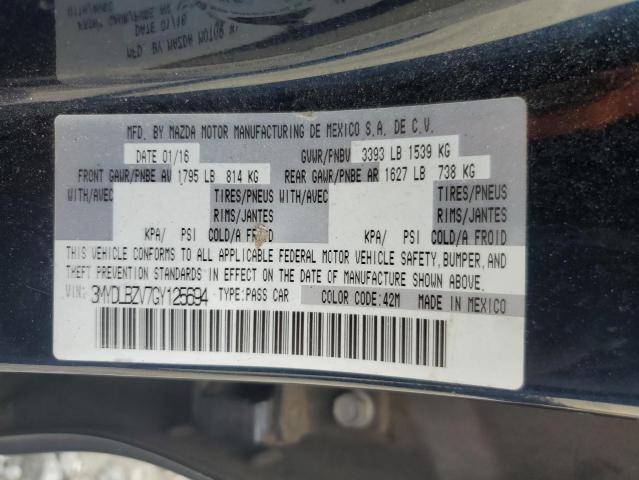 MFD. BY MAZDA MOTOR MANUFACTURING DE MEXICO S.A. DE C.V.
DATE 01/16 GVWR/PNBV 3393 LB 1539 KG
FRONT GAWR/PNBE AV 1795 LB 814 KG REAR GAWR/PNBE AR 1627 LB 738 KG
WITH/AVEC TIRES/PNEUS WITH/AVEC TIRES/PNEUS
RIMS/JANTES RIMS/JANTES
KPA/ PSI COLD/A FROID KPA/ PSI COLD/A FROID
THIS VEHICLE CONFORMS TO ALL APPLICABLE FEDERAL MOTOR VEHICLE SAFETY, BUMPER, AND
THEFT PREVENTION STANDARDS IN EFFECT ON THE DATE OF MANUFACTURE SHOWN ABOVE.
VIN: 3MYDLBZV7GY125694 TYPE:PASS CAR COLOR CODE:42M MADE IN MEXICO